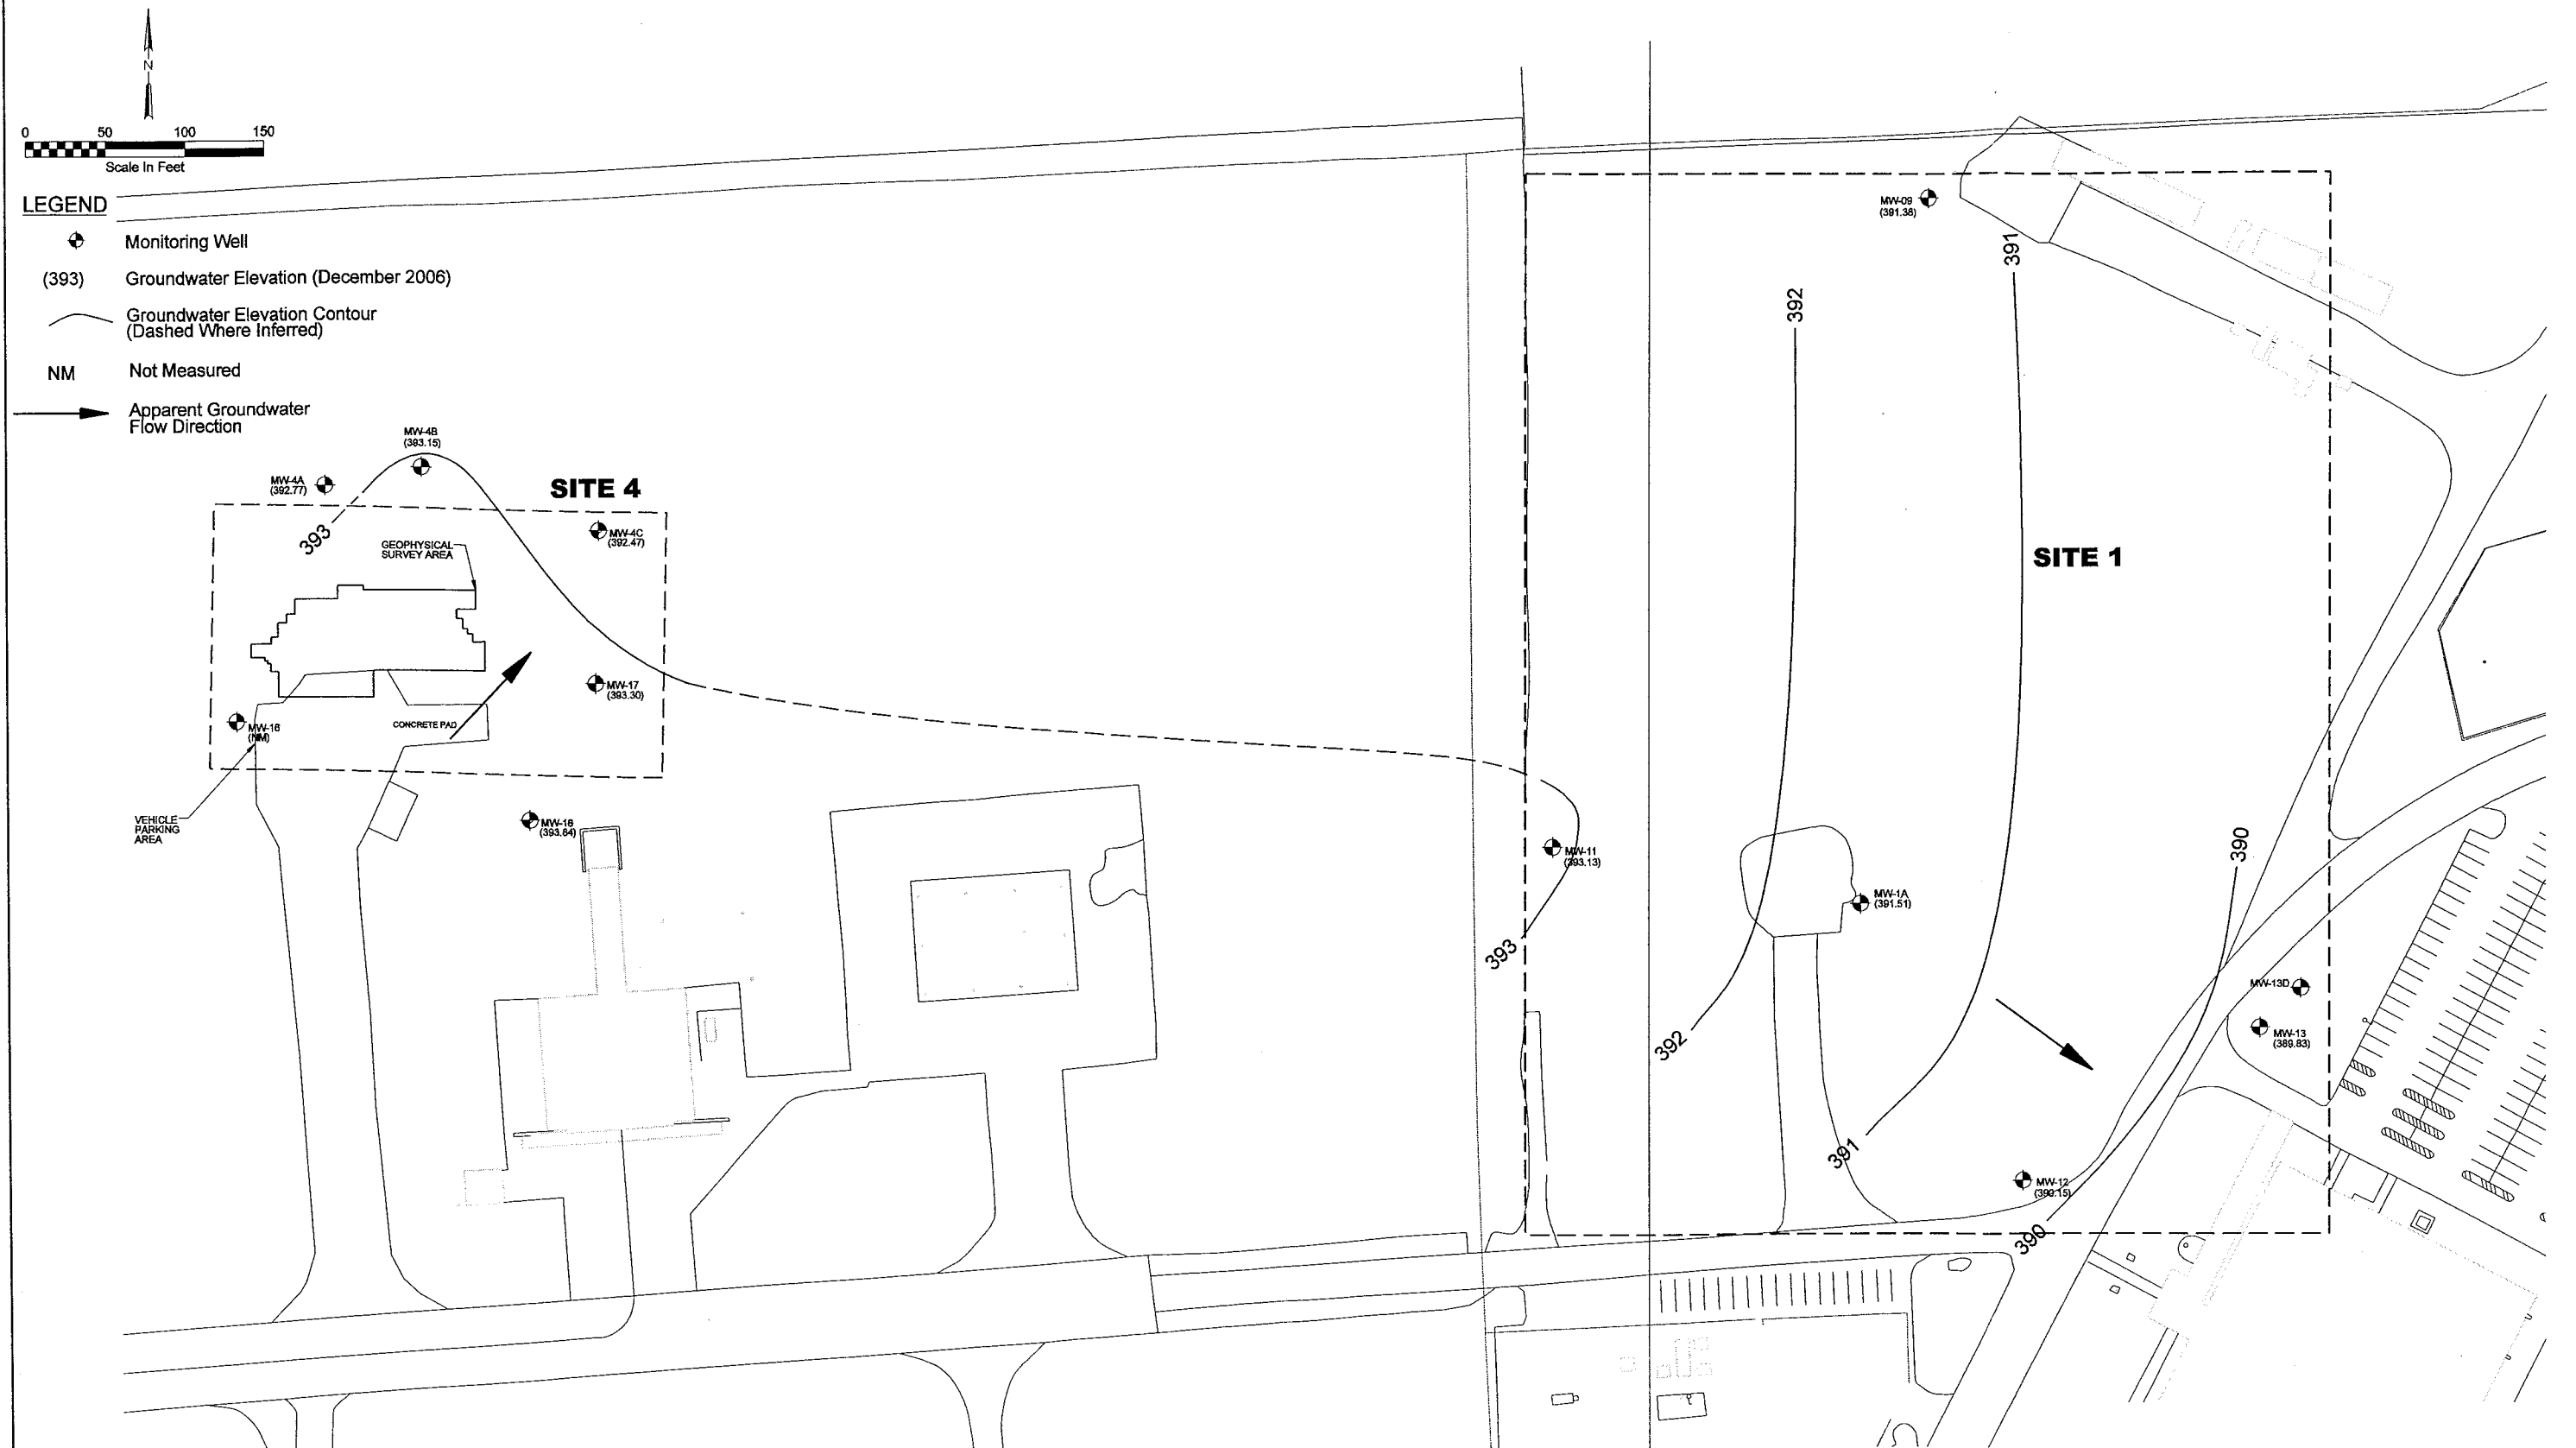 N
0 50 100 150
Scale In Feet
LEGEND
Monitoring Well
(393) Groundwater Elevation (December 2006)
Groundwater Elevation Contour
(Dashed Where Inferred)
NM Not Measured
Apparent Groundwater
Flow Direction
MW-4B
(393.15)
MW-4A
(392.77)
SITE 4
393
MW-4C
(392.47)
GEOPHYSICAL
SURVEY AREA
MW-17
(393.30)
MW-16
(NM)
CONCRETE PAD
VEHICLE
PARKING
AREA
MW-18
(393.64)
MW-09
(391.38)
391
392
SITE 1
MW-11
(393.13)
393
MW-1A
(391.51)
390
MW-13D
MW-13
(389.83)
392
391
MW-12
(390.15)
390